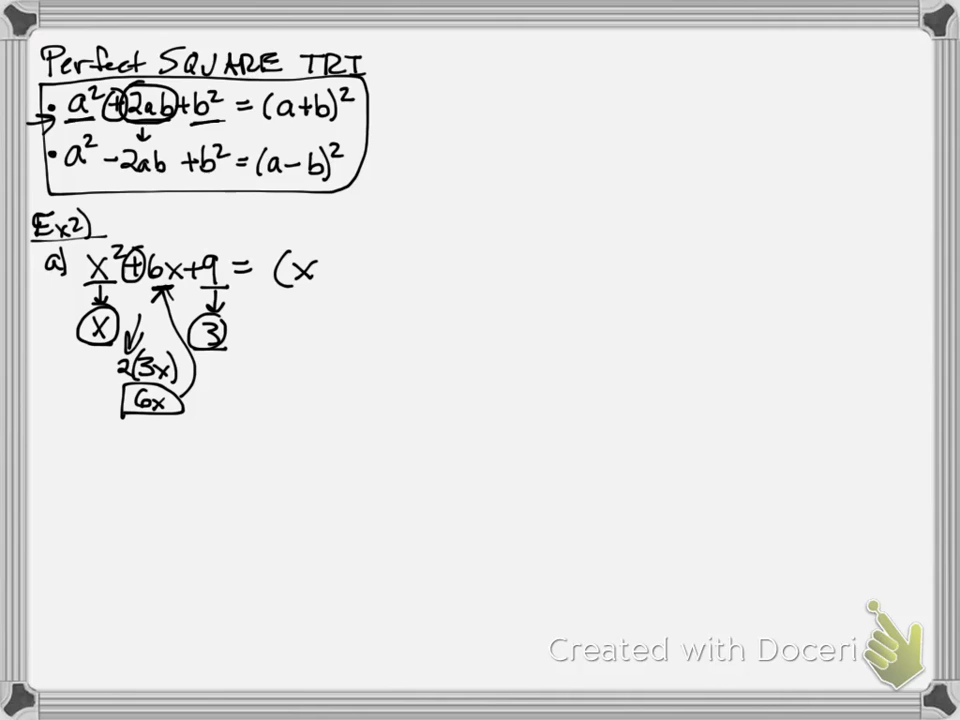 Perfect SQUARE TRI
• a² + 2ab + b² = (a + b)²
• a² - 2ab + b² = (a - b)²
Ex2)
a) x² + 6x + 9 = (x
x 3
2(3x)
6x
Created with Doceri